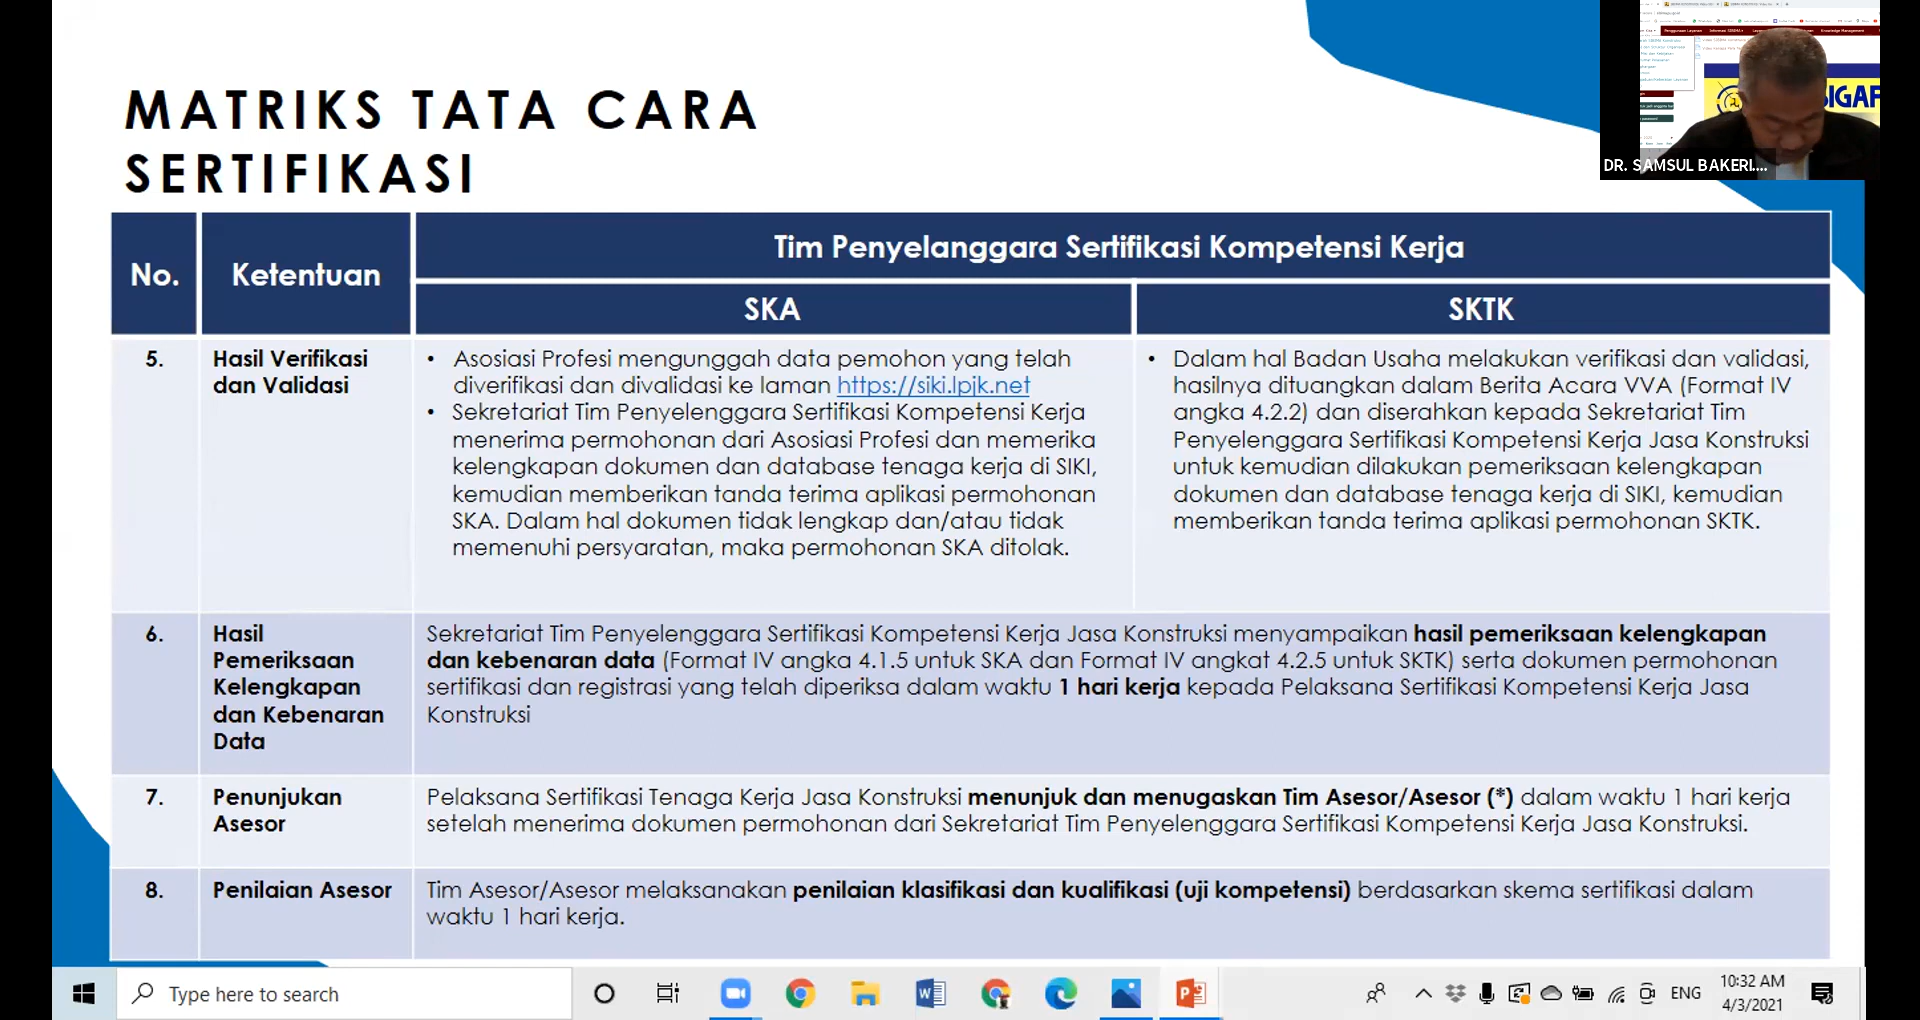 MATRIKS TATA CARA
SERTIFIKASI
DR. SAMSUL BAKERI....
No.
Ketentuan
Tim Penyelanggara Sertifikasi Kompetensi Kerja
SKA
SKTK
5.
Hasil Verifikasi
dan Validasi
• Asosiasi Profesi mengunggah data pemohon yang telah
diverifikasi dan divalidasi ke laman https://siki.lpjk.net
• Sekretariat Tim Penyelenggara Sertifikasi Kompetensi Kerja
menerima permohonan dari Asosiasi Profesi dan memerika
kelengkapan dokumen dan database tenaga kerja di SIKI,
kemudian memberikan tanda terima aplikasi permohonan
SKA. Dalam hal dokumen tidak lengkap dan/atau tidak
memenuhi persyaratan, maka permohonan SKA ditolak.
• Dalam hal Badan Usaha melakukan verifikasi dan validasi,
hasilnya dituangkan dalam Berita Acara VVA (Format IV
angka 4.2.2) dan diserahkan kepada Sekretariat Tim
Penyelenggara Sertifikasi Kompetensi Kerja Jasa Konstruksi
untuk kemudian dilakukan pemeriksaan kelengkapan
dokumen dan database tenaga kerja di SIKI, kemudian
memberikan tanda terima aplikasi permohonan SKTK.
6.
Hasil
Pemeriksaan
Kelengkapan
dan Kebenaran
Data
Sekretariat Tim Penyelenggara Sertifikasi Kompetensi Kerja Jasa Konstruksi menyampaikan hasil pemeriksaan kelengkapan
dan kebenaran data (Format IV angka 4.1.5 untuk SKA dan Format IV angkat 4.2.5 untuk SKTK) serta dokumen permohonan
sertifikasi dan registrasi yang telah diperiksa dalam waktu 1 hari kerja kepada Pelaksana Sertifikasi Kompetensi Kerja Jasa
Konstruksi
7.
Penunjukan
Asesor
Pelaksana Sertifikasi Tenaga Kerja Jasa Konstruksi menunjuk dan menugaskan Tim Asesor/Asesor (*) dalam waktu 1 hari kerja
setelah menerima dokumen permohonan dari Sekretariat Tim Penyelenggara Sertifikasi Kompetensi Kerja Jasa Konstruksi.
8.
Penilaian Asesor
Tim Asesor/Asesor melaksanakan penilaian klasifikasi dan kualifikasi (uji kompetensi) berdasarkan skema sertifikasi dalam
waktu 1 hari kerja.
Type here to search
ENG
10:32 AM
4/3/2021